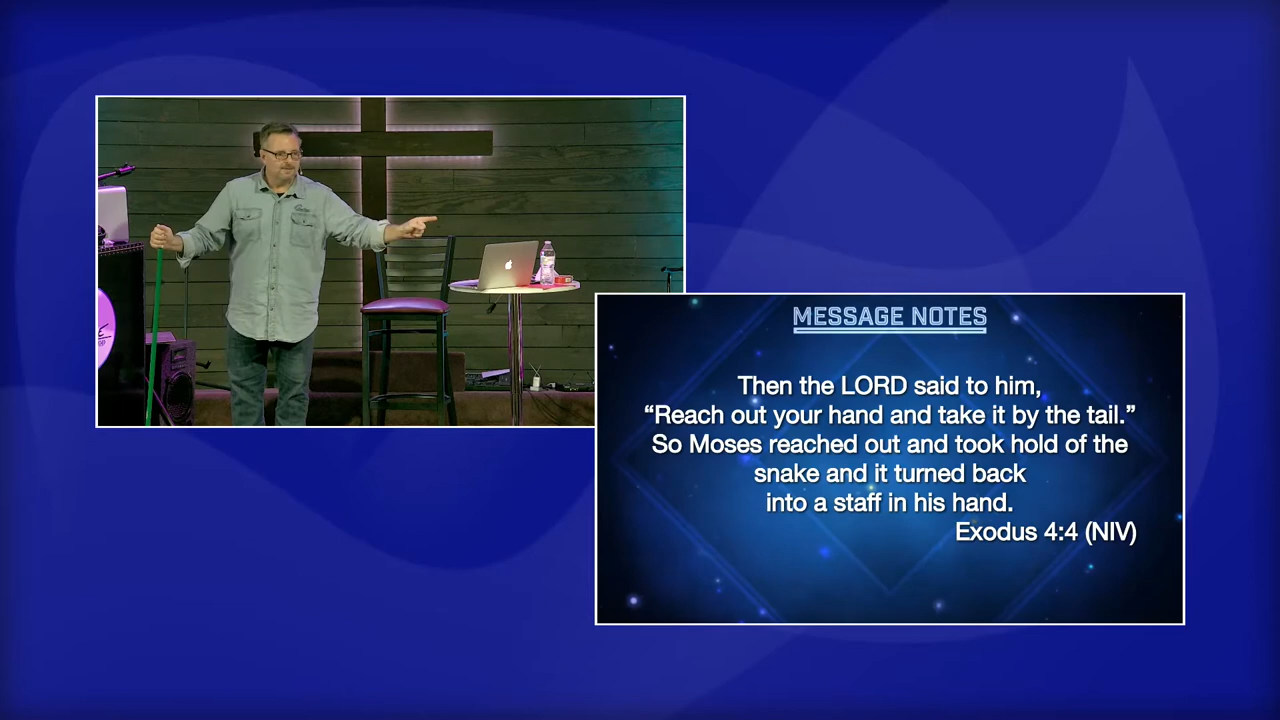 MESSAGE NOTES
Then the LORD said to him,
“Reach out your hand and take it by the tail.”
So Moses reached out and took hold of the
snake and it turned back
into a staff in his hand.
Exodus 4:4 (NIV)